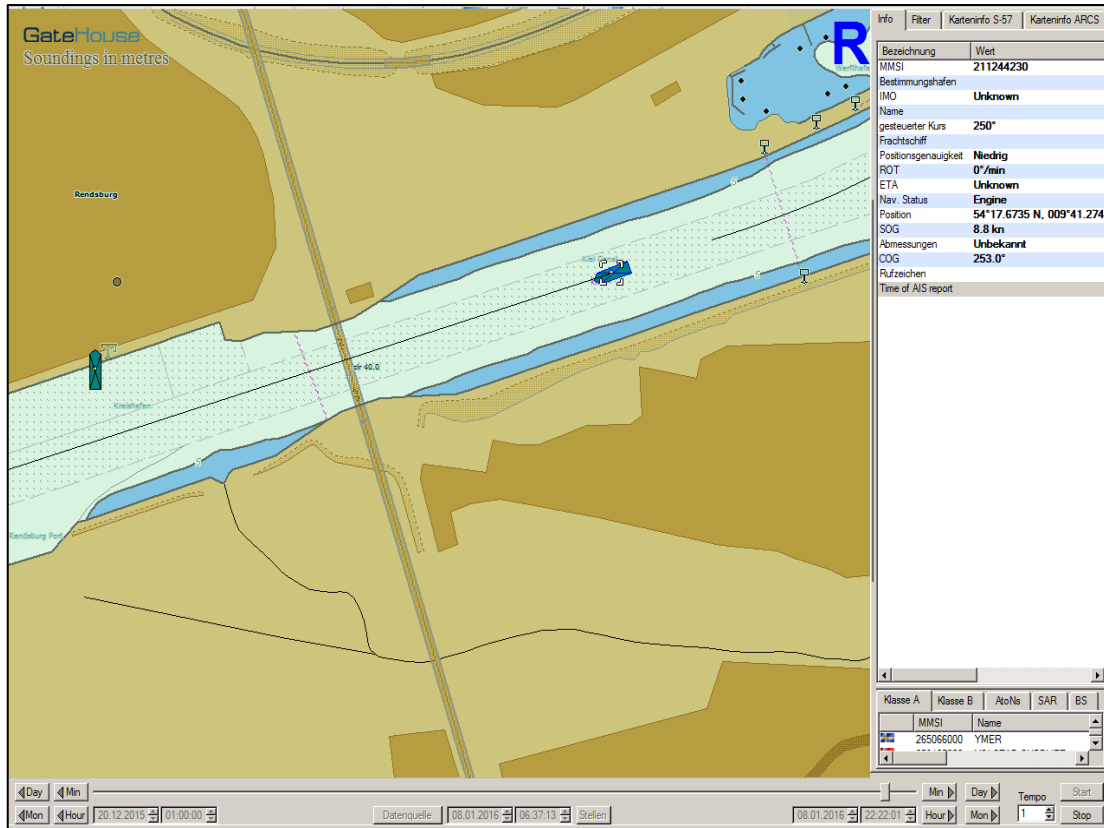 GateHouse
Soundings in metres
R
Werfthafe
Rendsburg
Kiel Canal
S
S
clr 40.0
Kreishafen
S
Rendsburg Port
Info Filter Karteninfo S-57 Karteninfo ARCS
Bezeichnung Wert
MMSI 211244230
Bestimmungshafen
IMO Unknown
Name
gesteuerter Kurs 250°
Frachtschiff
Positionsgenauigkeit Niedrig
ROT 0°/min
ETA Unknown
Nav. Status Engine
Position 54°17.6735 N, 009°41.274
SOG 8.8 kn
Abmessungen Unbekannt
COG 253.0°
Rufzeichen
Time of AIS report
Klasse A Klasse B AtoNs SAR BS
MMSI Name
265066000 YMER
Day Min Min Day Tempo Start
Mon Hour 20.12.2015 01:00:00 Datenquelle 08.01.2016 06:37:13 Stellen 08.01.2016 22:22:01 Hour Mon 1 Stop